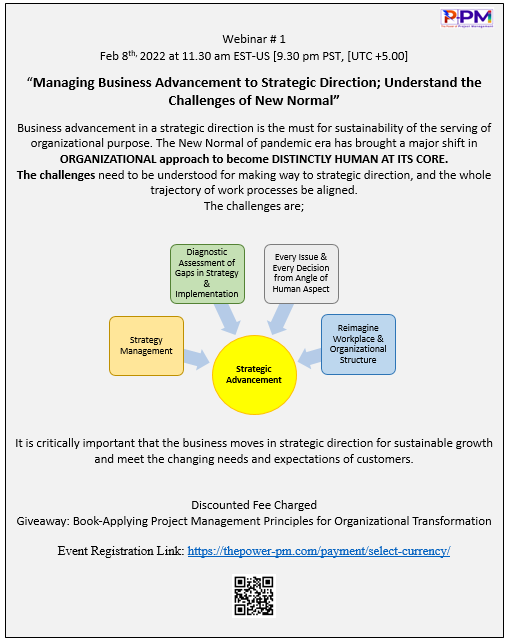 P-PM
Webinar # 1
Feb 8th, 2022 at 11.30 am EST-US [9.30 pm PST, [UTC +5.00]
“Managing Business Advancement to Strategic Direction; Understand the
Challenges of New Normal”
Business advancement in a strategic direction is the must for sustainability of the serving of
organizational purpose. The New Normal of pandemic era has brought a major shift in
ORGANIZATIONAL approach to become DISTINCTLY HUMAN AT ITS CORE.
The challenges need to be understood for making way to strategic direction, and the whole
trajectory of work processes be aligned.
The challenges are;
Diagnostic
Assessment of
Gaps in Strategy
&
Implementation
Every Issue &
Every Decision
from Angle of
Human Aspect
Strategy
Management
Reimagine
Workplace &
Organizational
Structure
Strategic
Advancement
It is critically important that the business moves in strategic direction for sustainable growth
and meet the changing needs and expectations of customers.
Discounted Fee Charged
Giveaway: Book-Applying Project Management Principles for Organizational Transformation
Event Registration Link: https://thepower-pm.com/payment/select-currency/